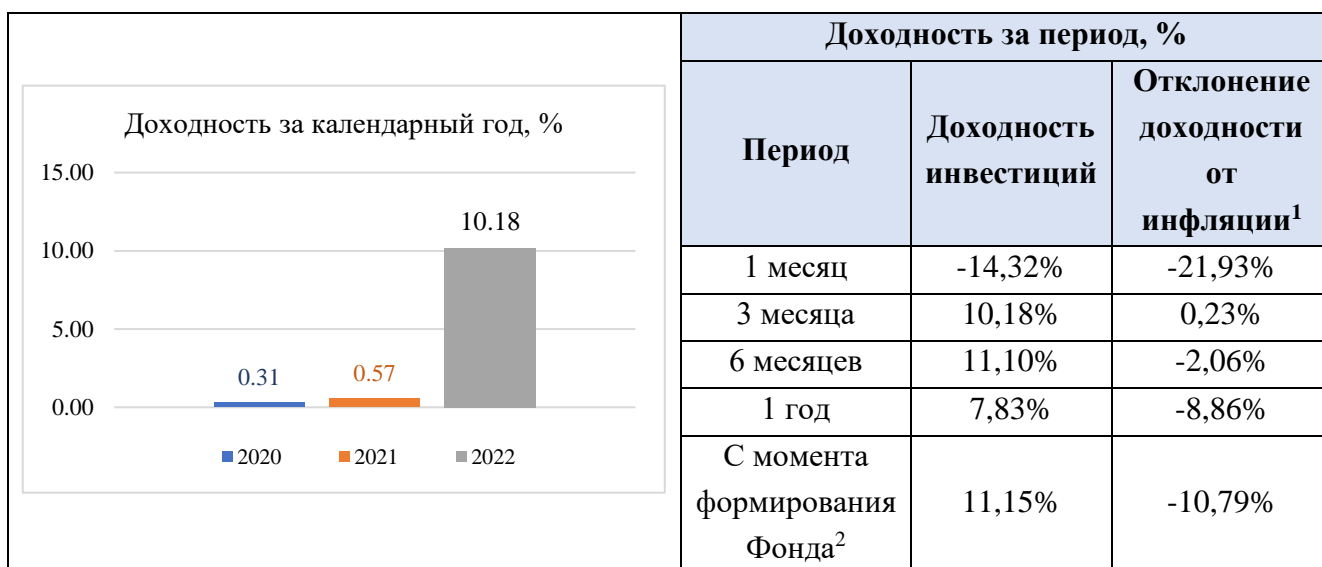 Доходность за календарный год, %
15.00
10.00
5.00
0.00
0.31
0.57
10.18
2020 2021 2022
Доходность за период, %
Период
Доходность
инвестиций
Отклонение
доходности
от
инфляции¹
1 месяц -14,32% -21,93%
3 месяца 10,18% 0,23%
6 месяцев 11,10% -2,06%
1 год 7,83% -8,86%
С момента
формирования
Фонда²
11,15% -10,79%